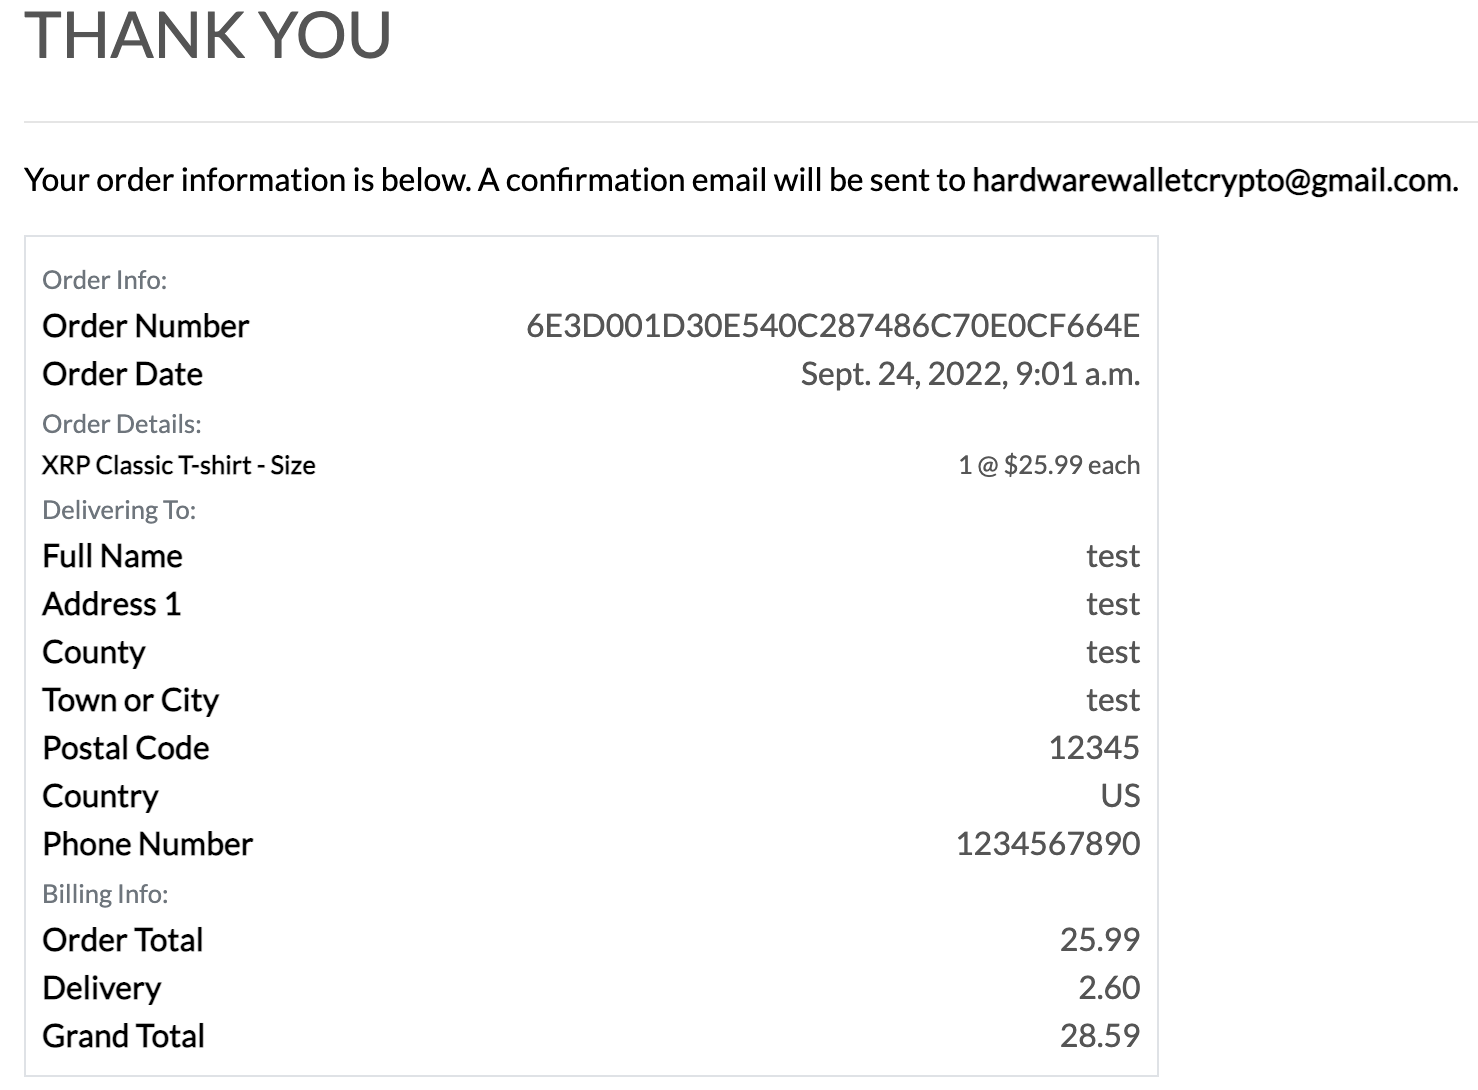 THANK YOU
Your order information is below. A confirmation email will be sent to hardwarewalletcrypto@gmail.com.
Order Info:
Order Number 6E3D001D30E540C287486C70E0CF664E
Order Date Sept. 24, 2022, 9:01 a.m.
Order Details:
XRP Classic T-shirt - Size 1 @ $25.99 each
Delivering To:
Full Name test
Address 1 test
County test
Town or City test
Postal Code 12345
Country US
Phone Number 1234567890
Billing Info:
Order Total 25.99
Delivery 2.60
Grand Total 28.59